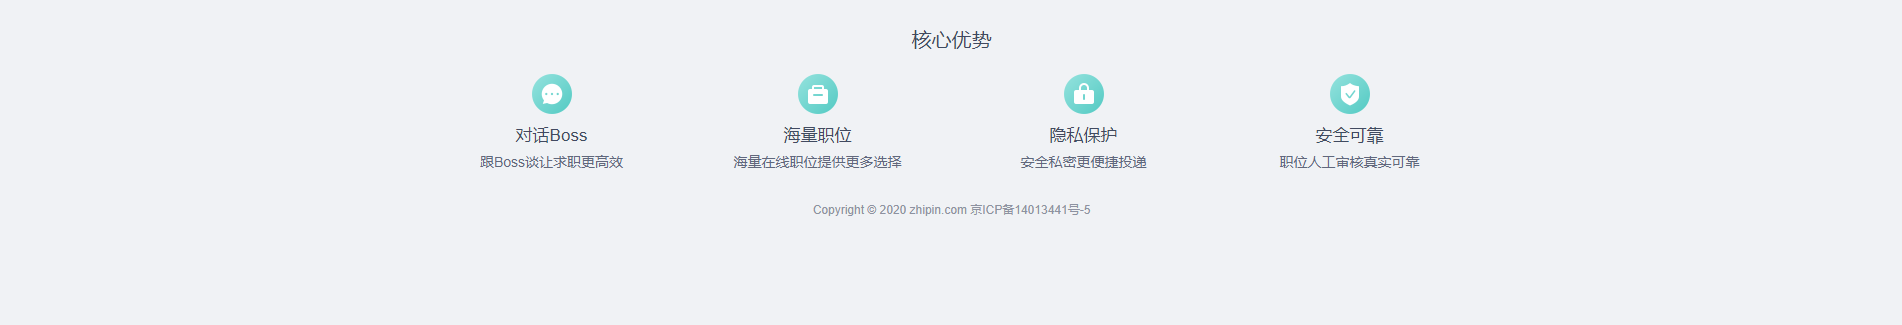 核心优势
对话Boss
海量职位
隐私保护
安全可靠
跟Boss谈让求职更高效
海量在线职位提供更多选择
安全私密更便捷投递
职位人工审核真实可靠
Copyright © 2020 zhipin.com 京ICP备14013441号-5